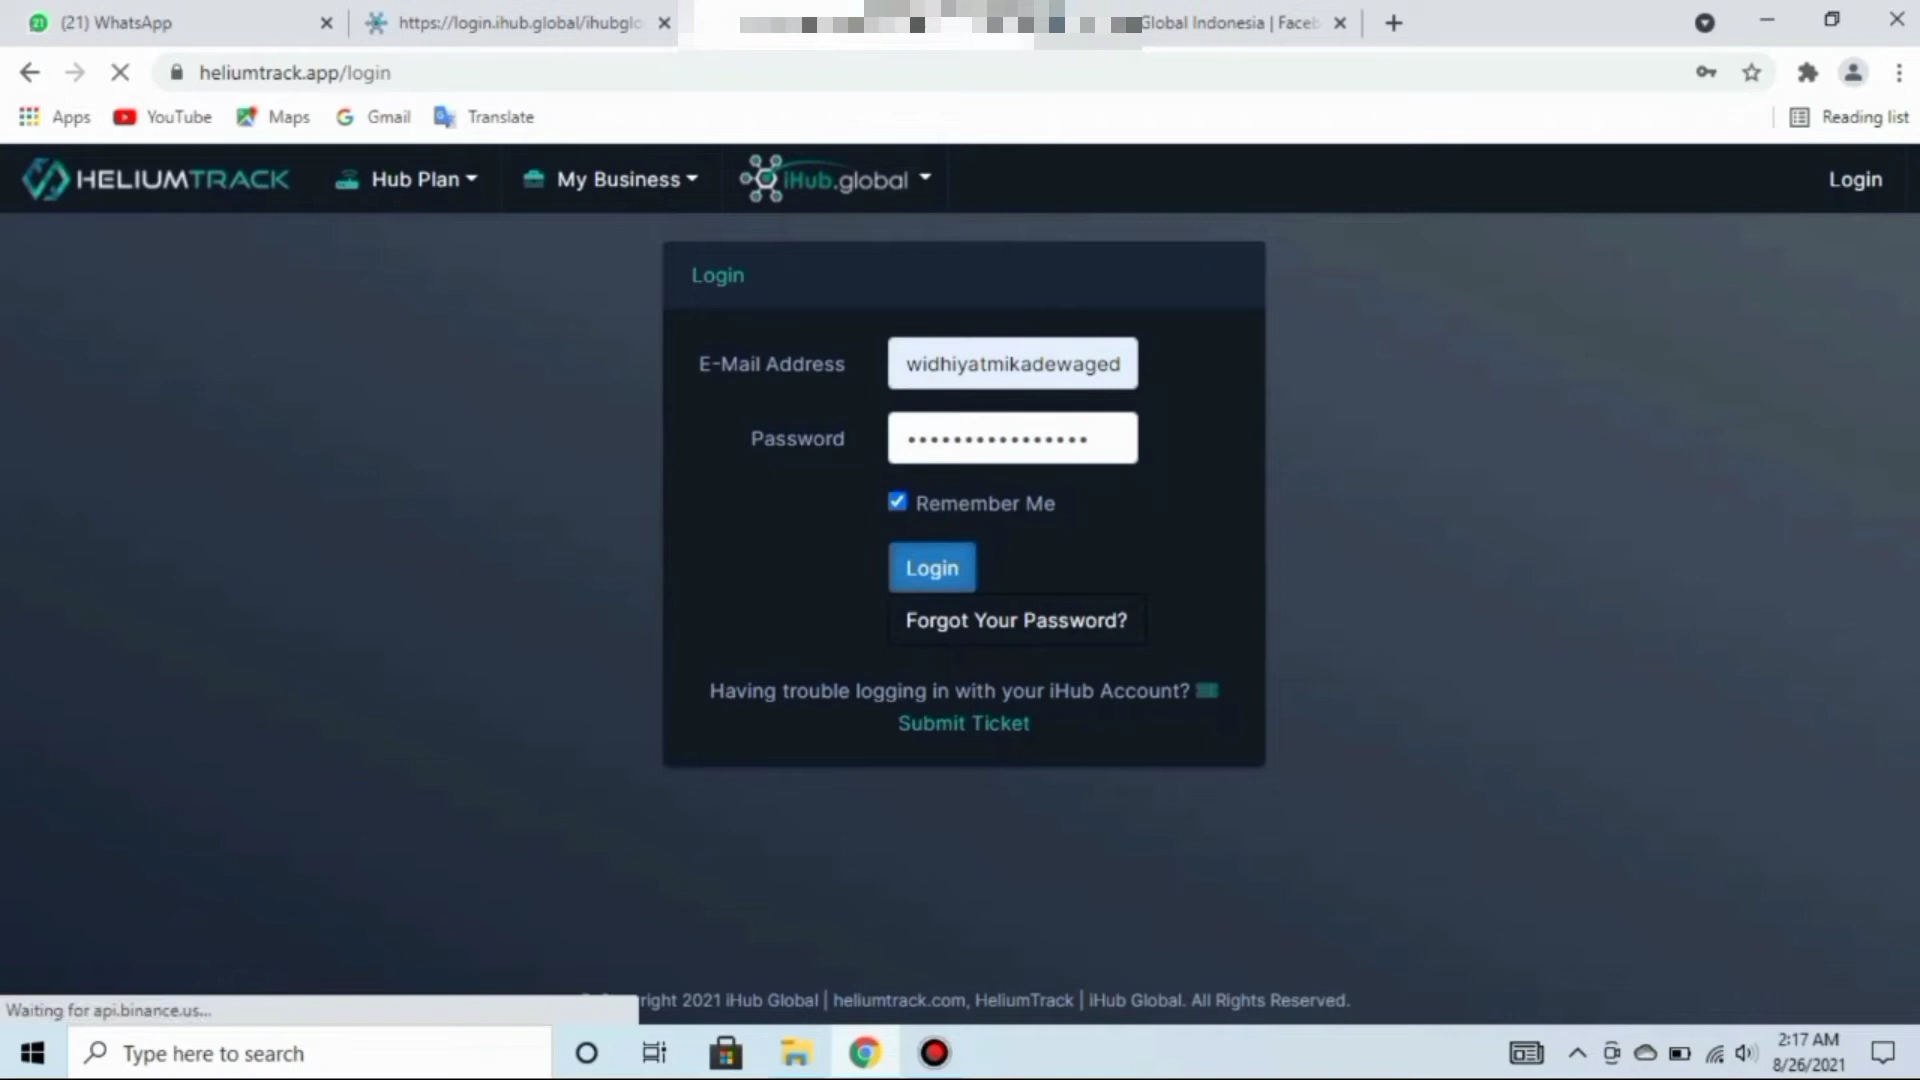 (21) WhatsApp
https://login.ihub.global/ihubglo
Global Indonesia | Faceb
heliumtrack.app/login
Apps
YouTube
Maps
Gmail
Translate
Reading list
HELIUMTRACK
Hub Plan
My Business
iHub.global
Login
Login
E-Mail Address
widhiyatmikadewaged
Password
Remember Me
Login
Forgot Your Password?
Having trouble logging in with your iHub Account?
Submit Ticket
right 2021 iHub Global | heliumtrack.com, HeliumTrack | iHub Global. All Rights Reserved.
Waiting for api.binance.us...
Type here to search
2:17 AM
8/26/2021